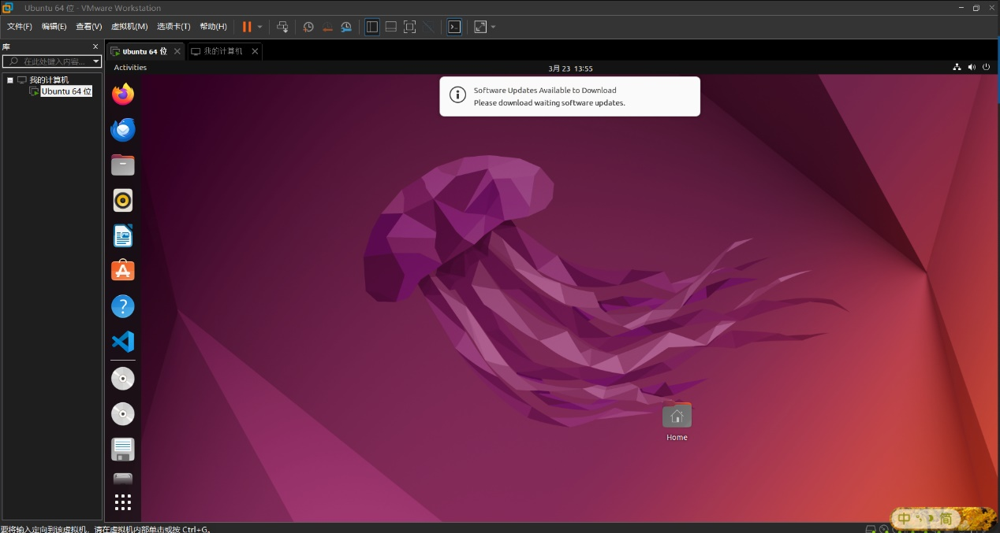 Ubuntu 64 位 - VMware Workstation
文件(F) 编辑(E) 查看(V) 虚拟机(M) 选项卡(T) 帮助(H)
库
在此处键入内容...
我的计算机
Ubuntu 64 位
Ubuntu 64 位
我的计算机
Activities
3月 23 13:55
Software Updates Available to Download
Please download waiting software updates.
Home
要将输入定向到该虚拟机，请在虚拟机内部单击或按 Ctrl+G。
中 简